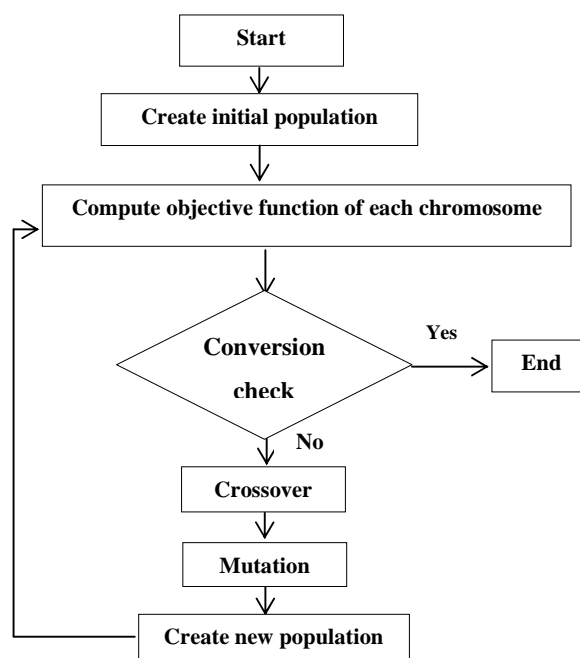 Start
Create initial population
Compute objective function of each chromosome
Conversion
check
Yes
End
No
Crossover
Mutation
Create new population